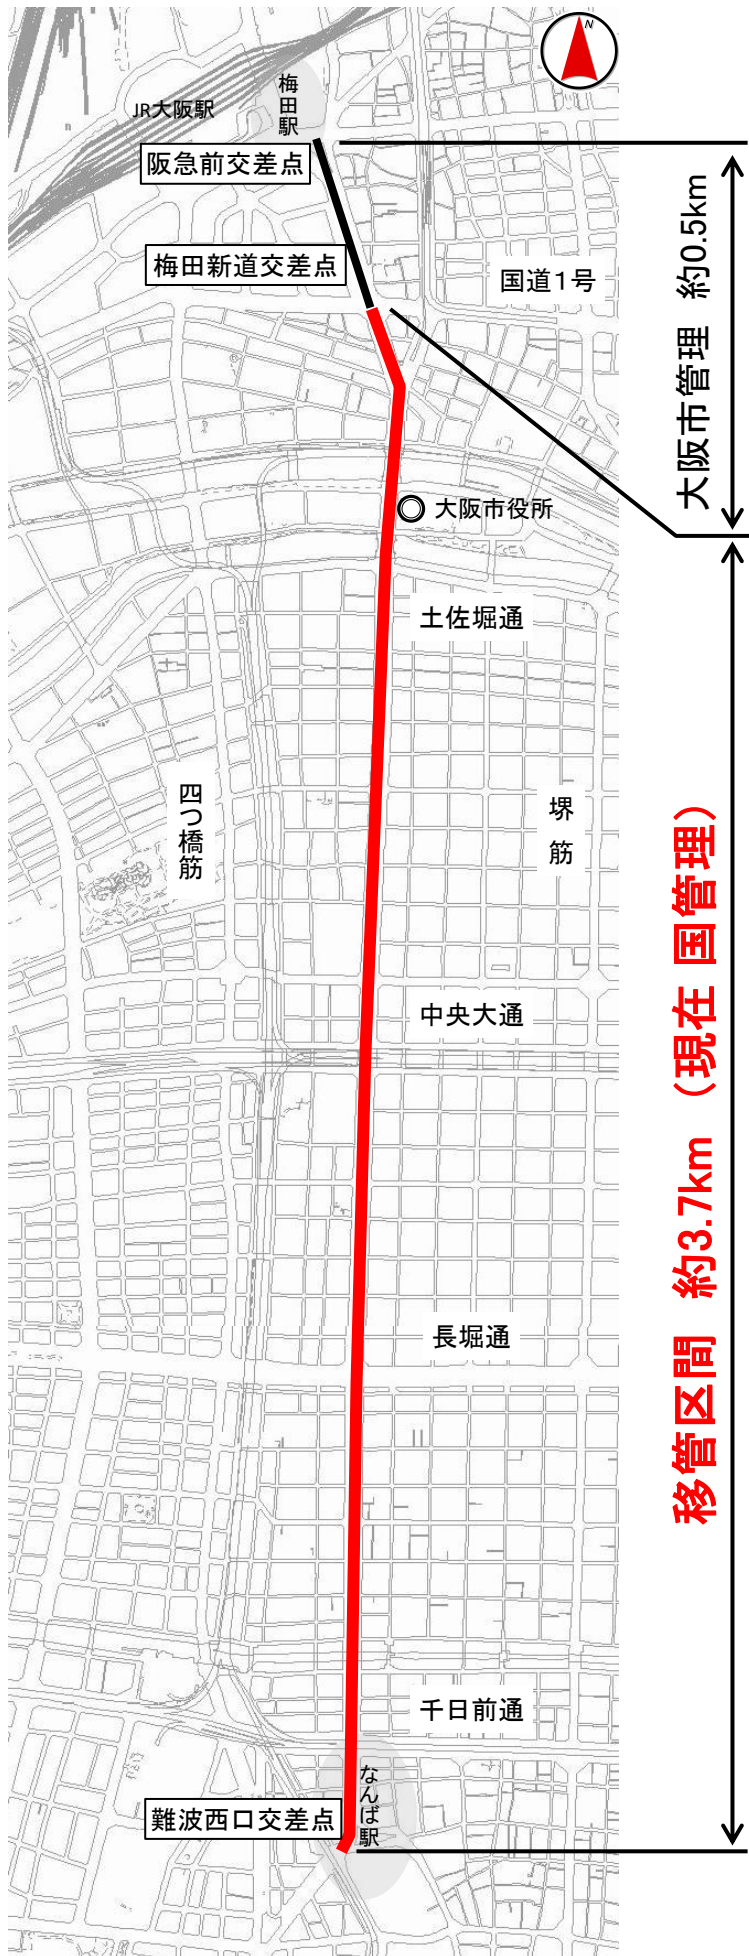 N
JR大阪駅
梅田駅
阪急前交差点
梅田新道交差点
国道1号
大阪市管理 約0.5km
大阪市役所
土佐堀通
四つ橋筋
堺筋
中央大通
移管区間 約3.7km （現在 国管理）
長堀通
千日前通
なんば駅
難波西口交差点